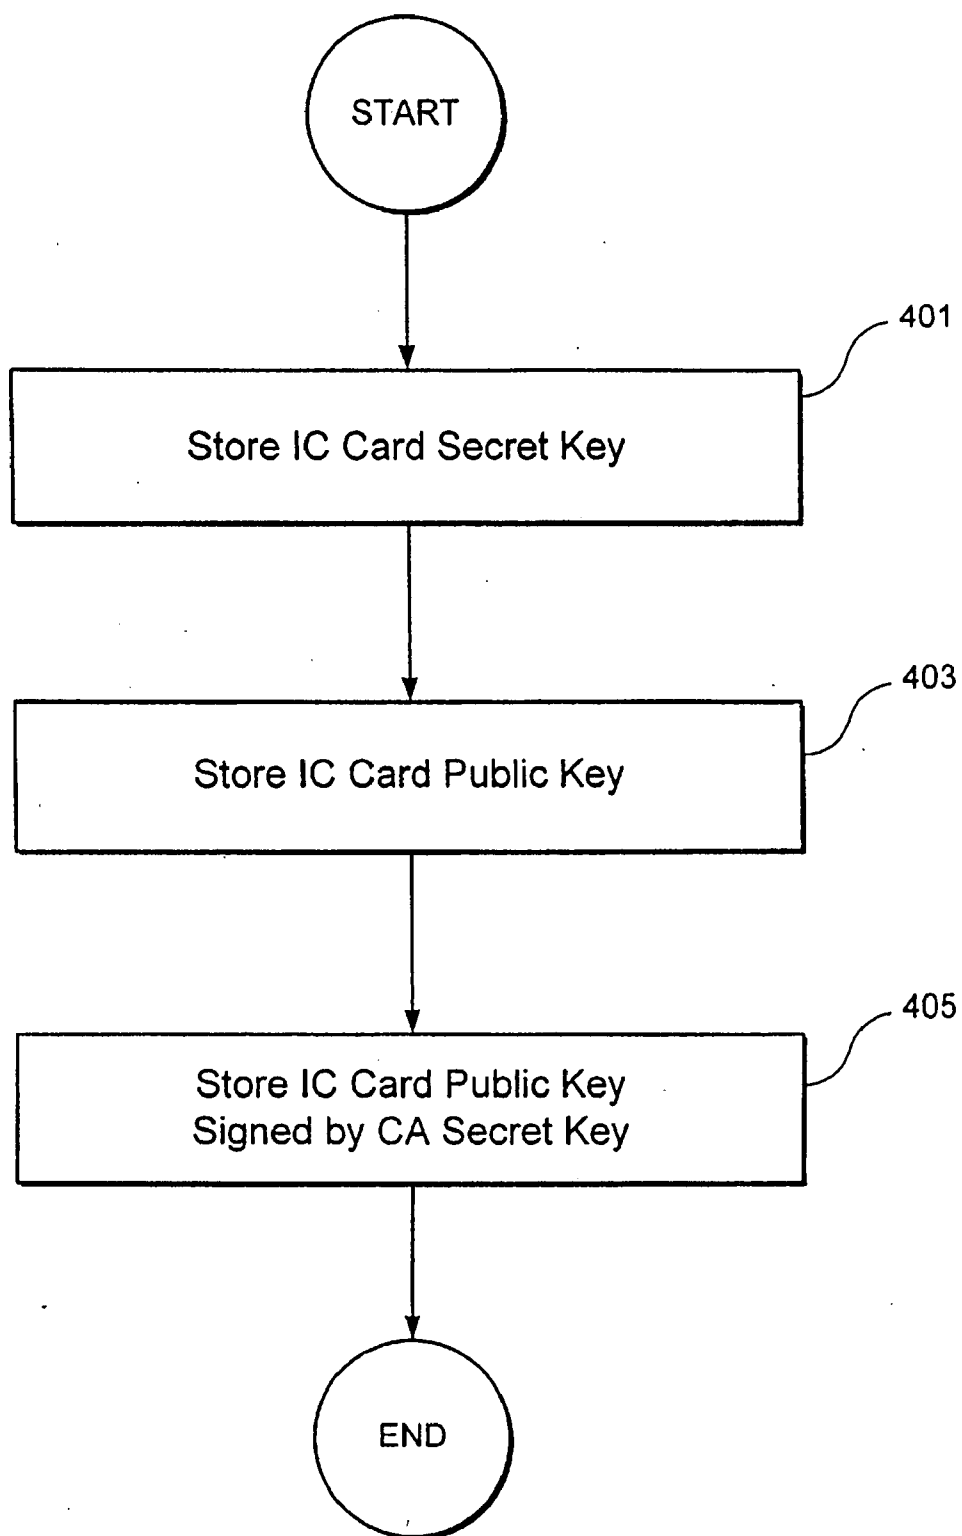 START
401
Store IC Card Secret Key
403
Store IC Card Public Key
405
Store IC Card Public Key
Signed by CA Secret Key
END